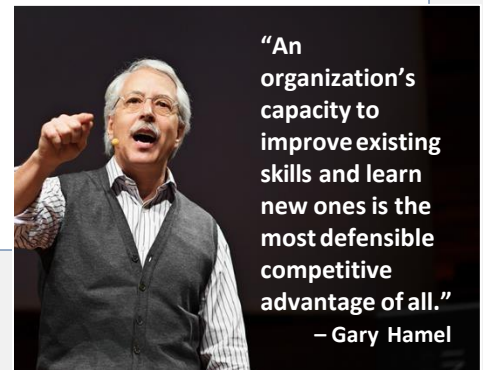 “An
organization’s
capacity to
improve existing
skills and learn
new ones is the
most defensible
competitive
advantage of all.”
– Gary Hamel